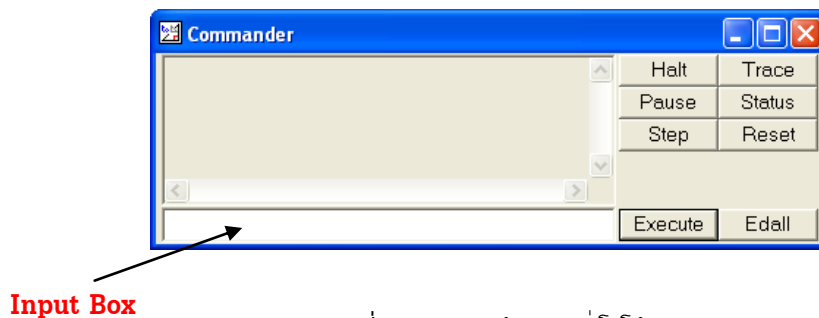 Commander
Halt Trace
Pause Status
Step Reset
Execute Edall
Input Box